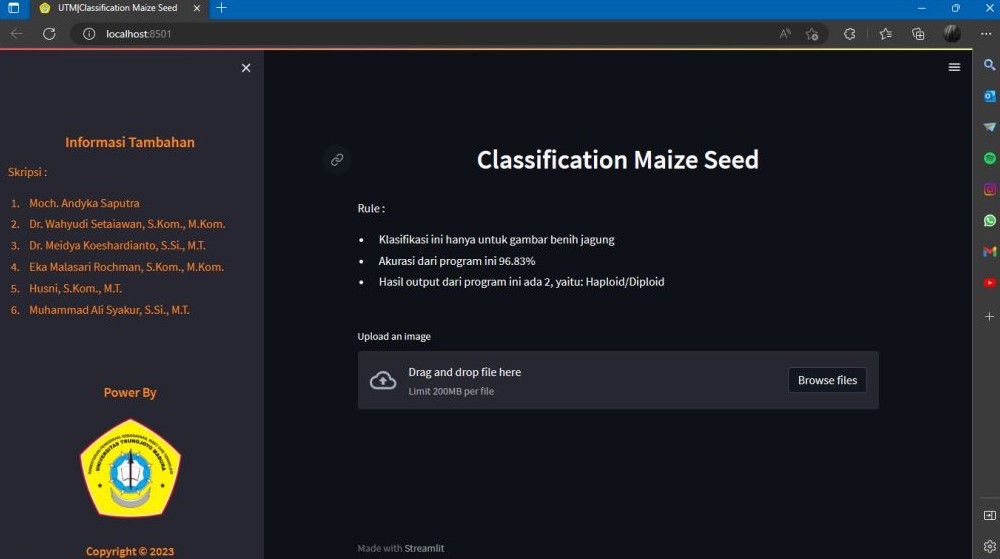 UTM|Classification Maize Seed
localhost:8501
Informasi Tambahan
Skripsi :
1. Moch. Andyka Saputra
2. Dr. Wahyudi Setaiawan, S.Kom., M.Kom.
3. Dr. Meidya Koeshardianto, S.Si., M.T.
4. Eka Malasari Rochman, S.Kom., M.Kom.
5. Husni, S.Kom., M.T.
6. Muhammad Ali Syakur, S.Si., M.T.
Power By
UNIVERSITAS TRUNOJOYO MADURA
Copyright © 2023
Classification Maize Seed
Rule :
• Klasifikasi ini hanya untuk gambar benih jagung
• Akurasi dari program ini 96.83%
• Hasil output dari program ini ada 2, yaitu: Haploid/Diploid
Upload an image
Drag and drop file here
Limit 200MB per file
Browse files
Made with Streamlit